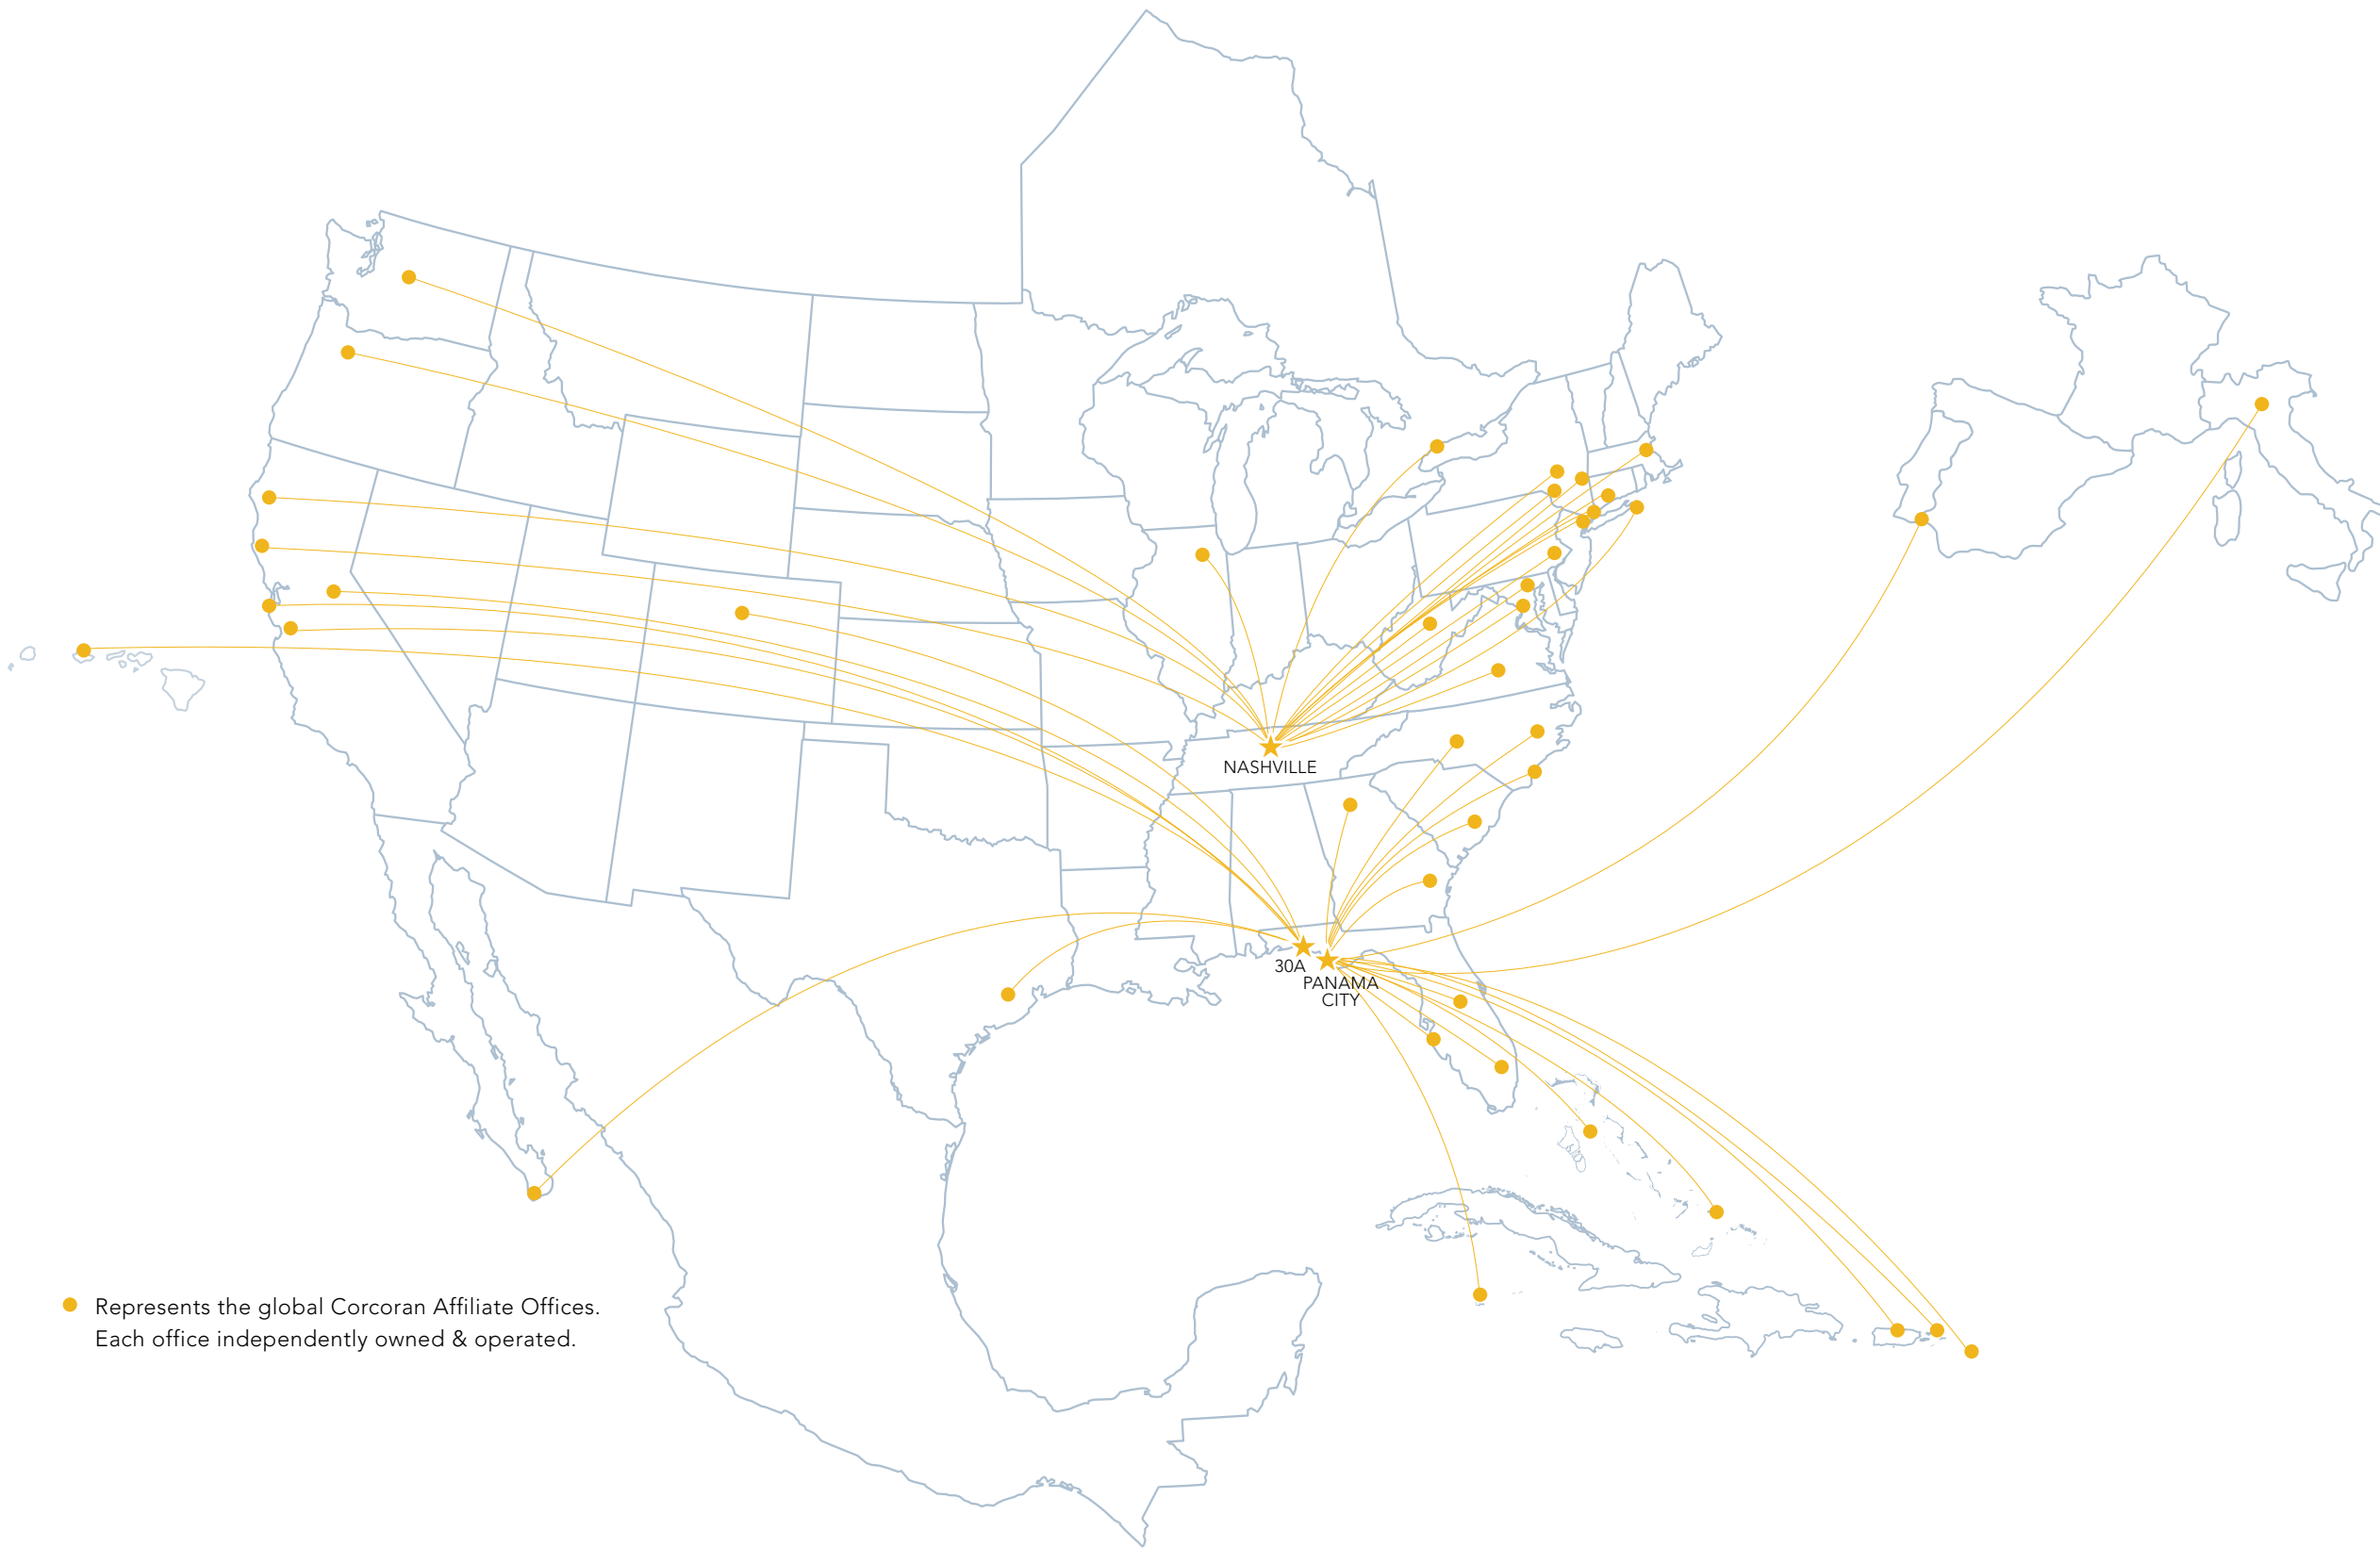 NASHVILLE
30A
PANAMA
CITY
Represents the global Corcoran Affiliate Offices.
Each office independently owned & operated.